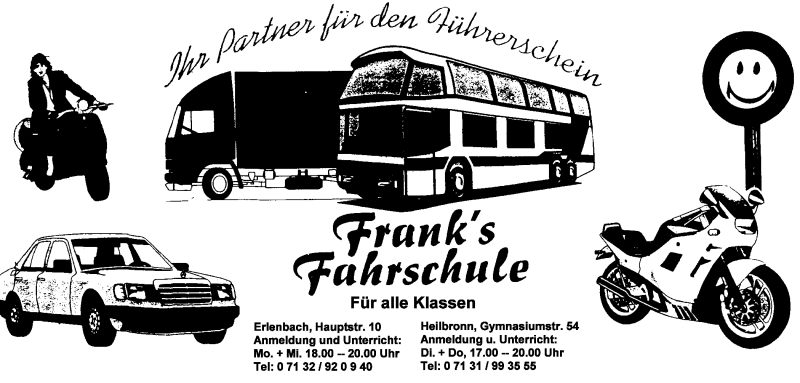 Ihr Partner für den Führerschein
Frank's
Fahrschule
Für alle Klassen
Erlenbach, Hauptstr. 10
Anmeldung und Unterricht:
Mo. + Mi. 18.00 -- 20.00 Uhr
Tel: 0 71 32 / 92 0 9 40
Heilbronn, Gymnasiumstr. 54
Anmeldung u. Unterricht:
Di. + Do, 17.00 -- 20.00 Uhr
Tel: 0 71 31 / 99 35 55